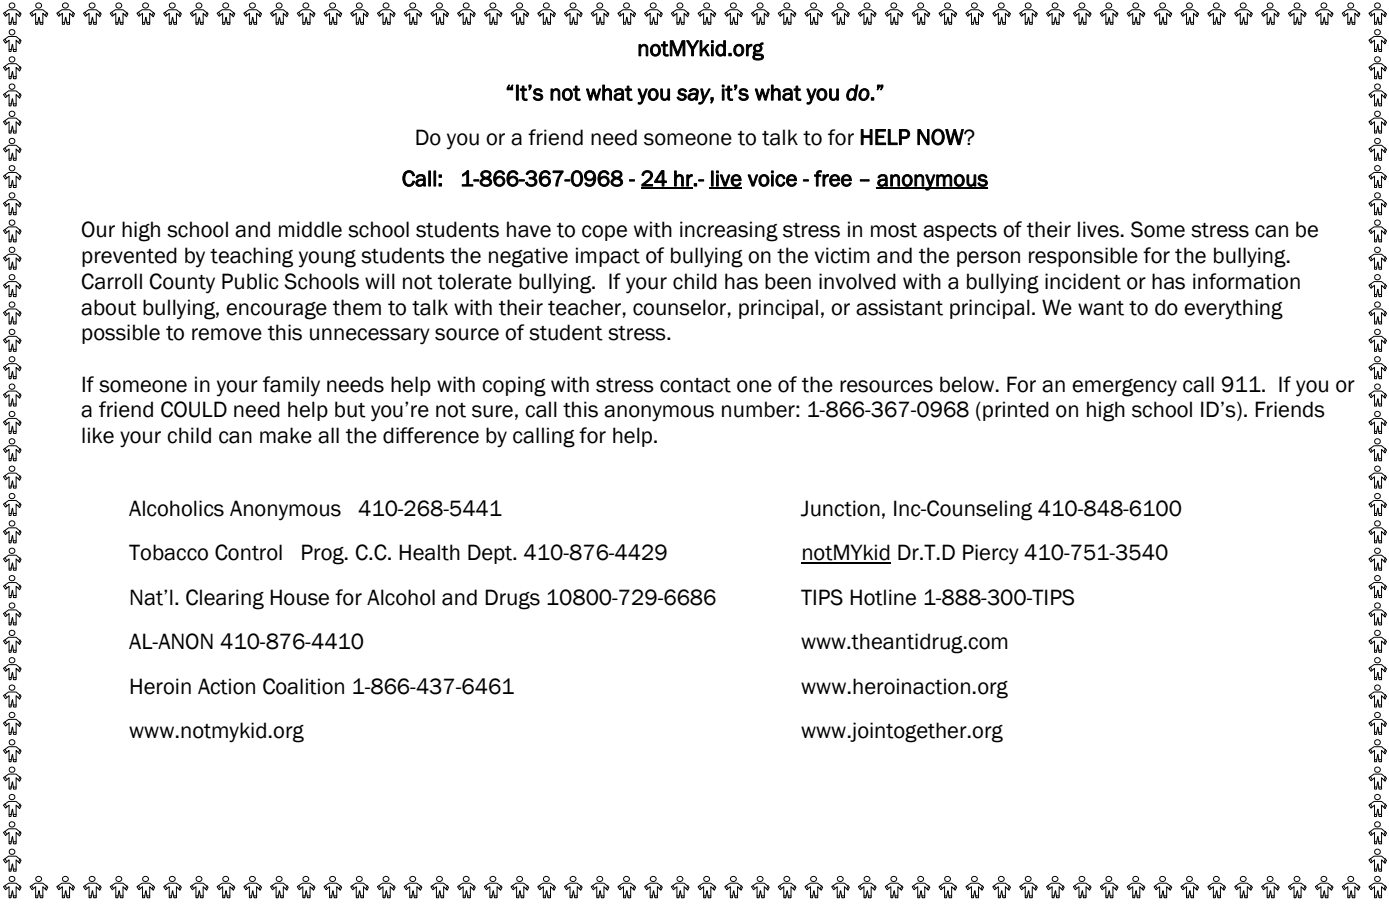 notMYkid.org
“It’s not what you say, it’s what you do.”
Do you or a friend need someone to talk to for HELP NOW?
Call: 1-866-367-0968 - 24 hr.- live voice - free – anonymous
Our high school and middle school students have to cope with increasing stress in most aspects of their lives. Some stress can be
prevented by teaching young students the negative impact of bullying on the victim and the person responsible for the bullying.
Carroll County Public Schools will not tolerate bullying. If your child has been involved with a bullying incident or has information
about bullying, encourage them to talk with their teacher, counselor, principal, or assistant principal. We want to do everything
possible to remove this unnecessary source of student stress.
If someone in your family needs help with coping with stress contact one of the resources below. For an emergency call 911. If you or
a friend COULD need help but you’re not sure, call this anonymous number: 1-866-367-0968 (printed on high school ID’s). Friends
like your child can make all the difference by calling for help.
Alcoholics Anonymous 410-268-5441
Tobacco Control Prog. C.C. Health Dept. 410-876-4429
Nat’l. Clearing House for Alcohol and Drugs 10800-729-6686
AL-ANON 410-876-4410
Heroin Action Coalition 1-866-437-6461
www.notmykid.org
Junction, Inc-Counseling 410-848-6100
notMYkid Dr.T.D Piercy 410-751-3540
TIPS Hotline 1-888-300-TIPS
www.theantidrug.com
www.heroinaction.org
www.jointogether.org